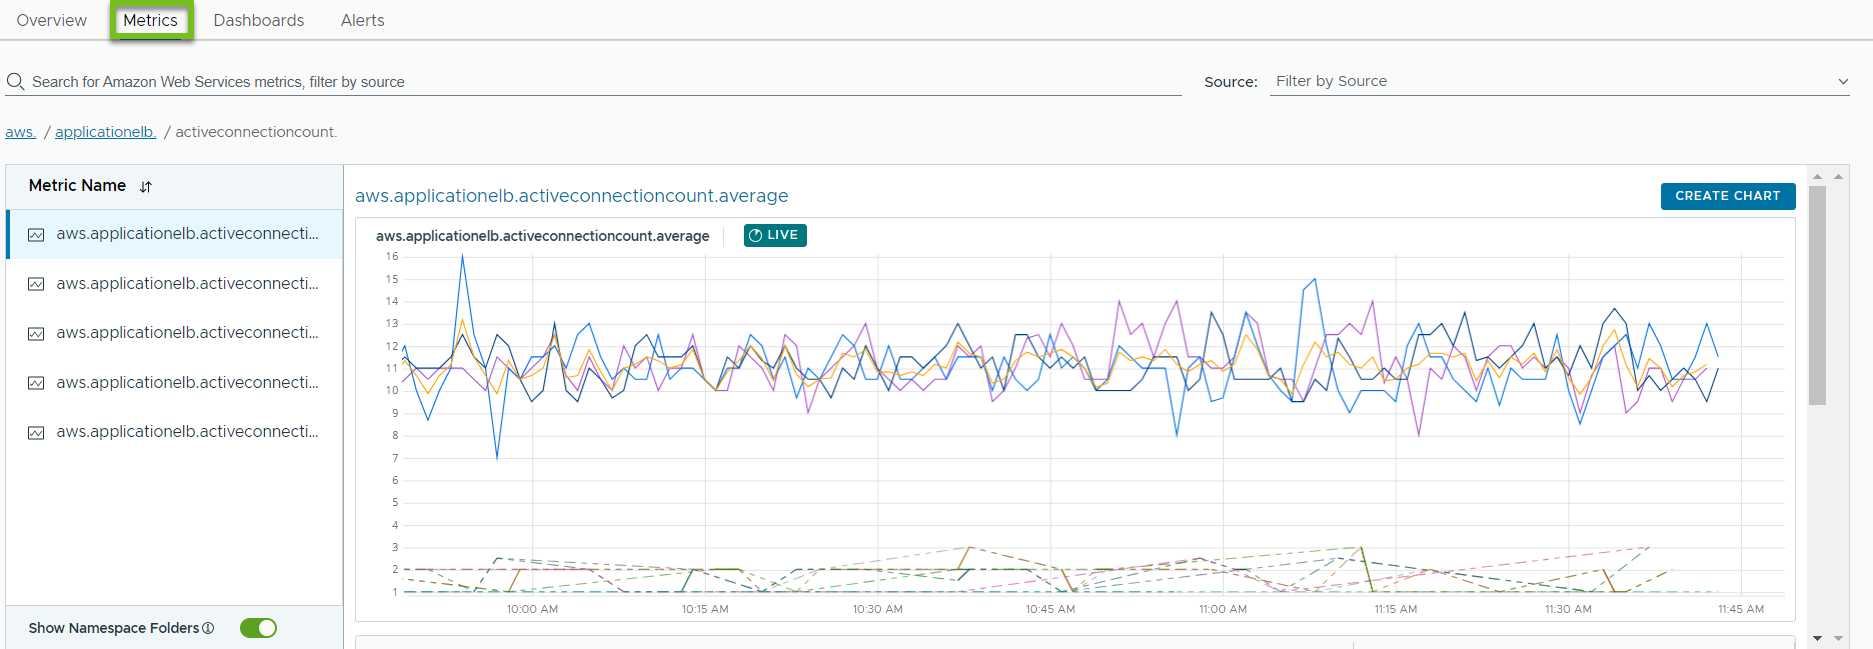 Overview Metrics Dashboards Alerts
Search for Amazon Web Services metrics, filter by source Source: Filter by Source
aws. / applicationelb. / activeconnectioncount.
Metric Name
aws.applicationelb.activeconnecti...
aws.applicationelb.activeconnecti...
aws.applicationelb.activeconnecti...
aws.applicationelb.activeconnecti...
aws.applicationelb.activeconnecti...
Show Namespace Folders
aws.applicationelb.activeconnectioncount.average CREATE CHART
aws.applicationelb.activeconnectioncount.average LIVE
16
15
14
13
12
11
10
9
8
7
6
5
4
3
2
1
10:00 AM 10:15 AM 10:30 AM 10:45 AM 11:00 AM 11:15 AM 11:30 AM 11:45 AM